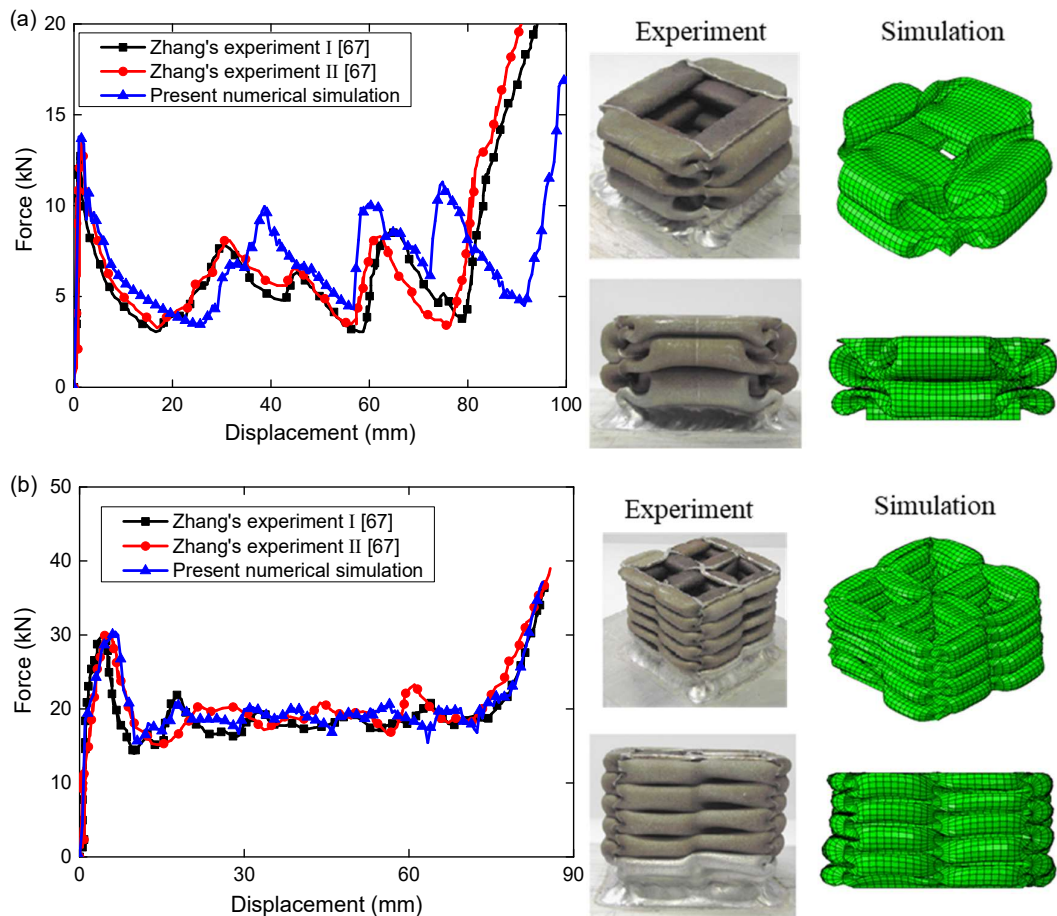 (a)
20
15
10
5
0
Force (kN)
Zhang's experiment I [67]
Zhang's experiment II [67]
Present numerical simulation
0 20 40 60 80 100
Displacement (mm)
Experiment Simulation
(b)
50
40
30
20
10
0
Force (kN)
Zhang's experiment I [67]
Zhang's experiment II [67]
Present numerical simulation
0 30 60 90
Displacement (mm)
Experiment Simulation